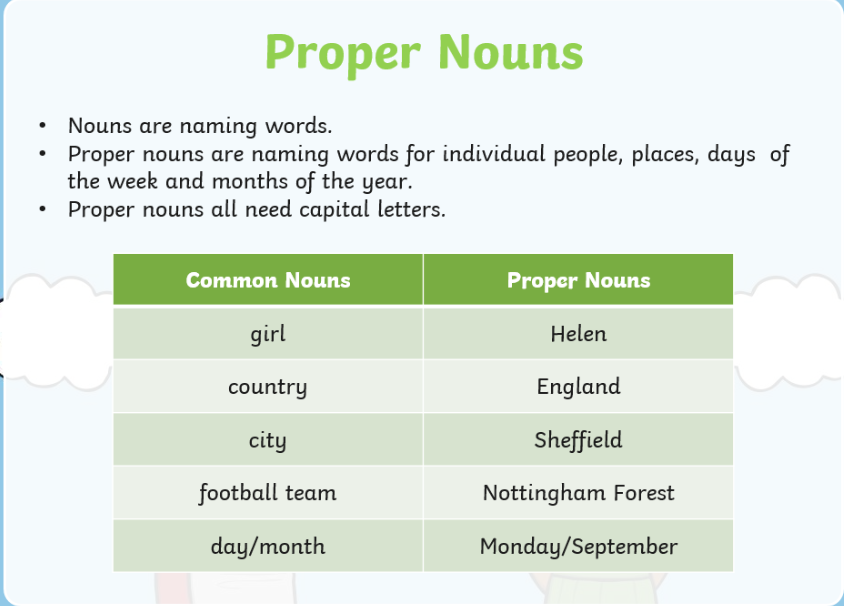 Proper Nouns
• Nouns are naming words.
• Proper nouns are naming words for individual people, places, days  of
the week and months of the year.
• Proper nouns all need capital letters.
Common Nouns Proper Nouns
girl Helen
country England
city Sheffield
football team Nottingham Forest
day/month Monday/September